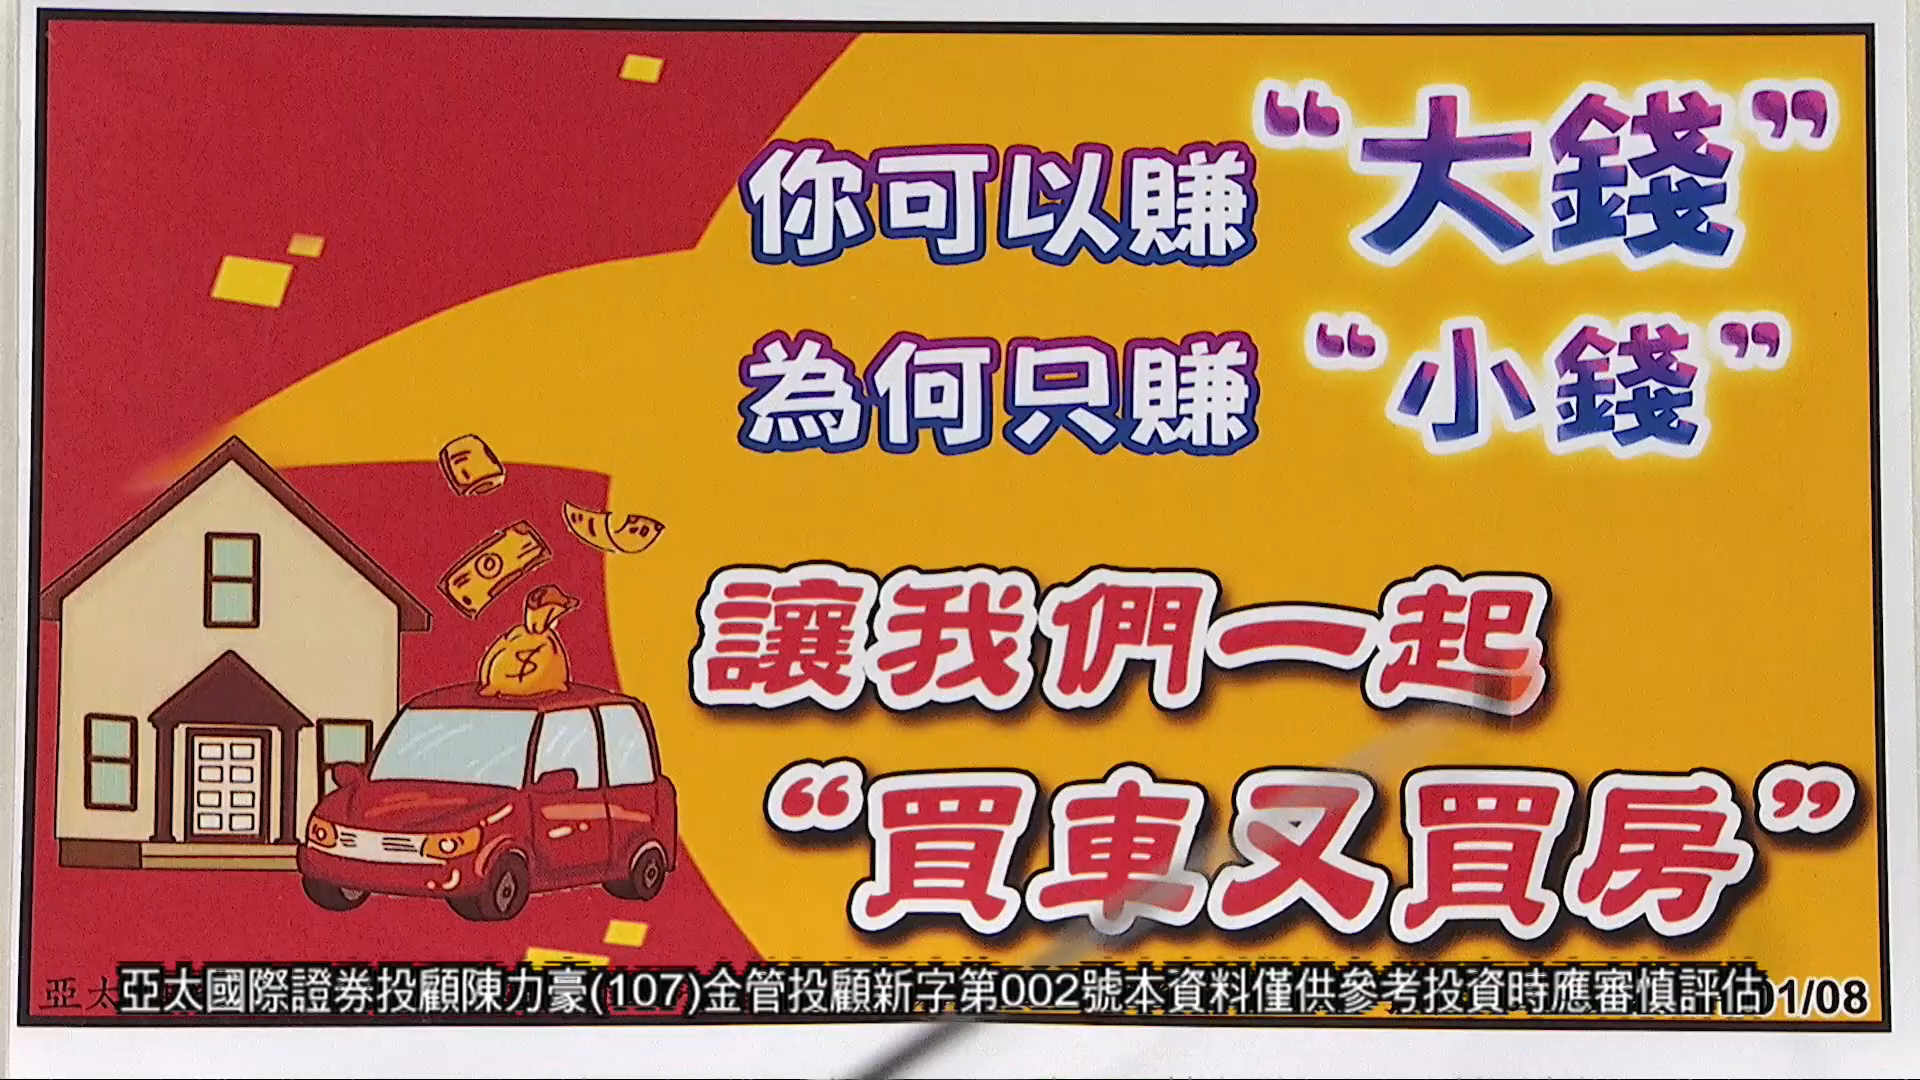 你可以賺“大錢”
為何只賺“小錢”
讓我們一起
“買車又買房”
亞太
亞太國際證券投顧陳力豪(107)金管投顧新字第002號本資料僅供參考投資時應審慎評估
01/08